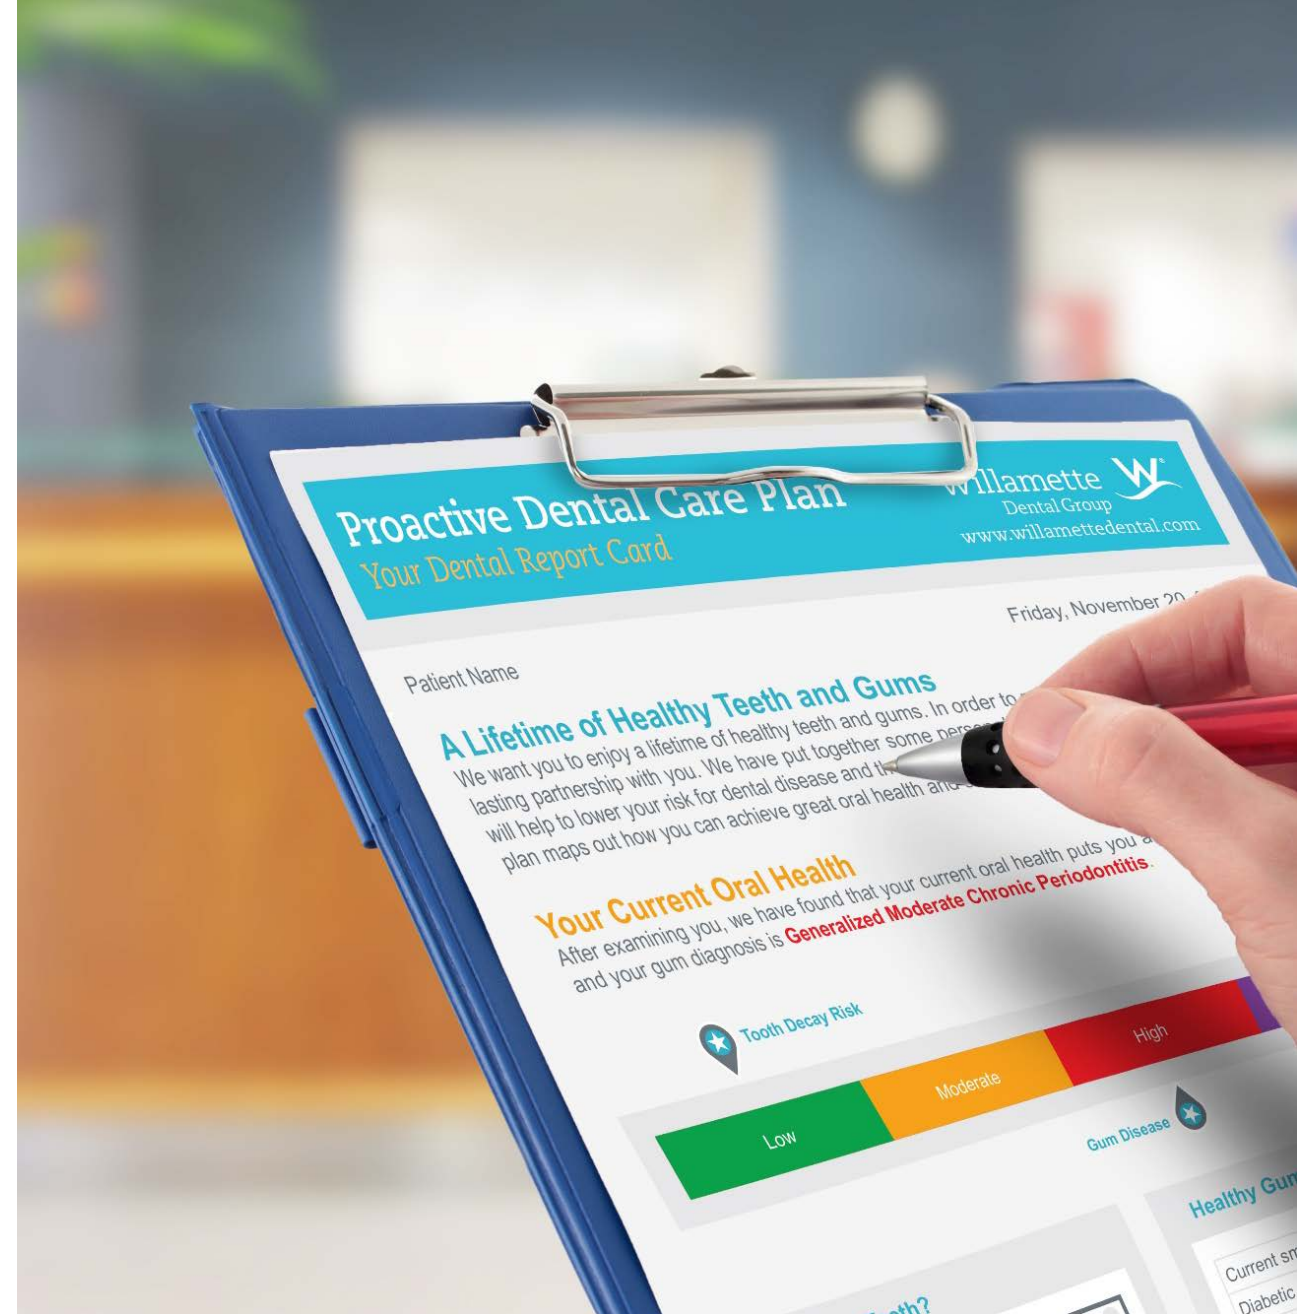 Proactive Dental Care Plan
Your Dental Report Card
Willamette
Dental Group
www.willamettedental.com
Friday, November 20,
Patient Name
A Lifetime of Healthy Teeth and Gums
We want you to enjoy a lifetime of healthy teeth and gums. In order to
lasting partnership with you. We have put together some
will help to lower your risk for dental disease and
plan maps out how you can achieve great oral health and
Your Current Oral Health
After examining you, we have found that your current oral health puts you
and your gum diagnosis is Generalized Moderate Chronic Periodontitis.
Tooth Decay Risk
Low
Moderate
High
Gum Disease
Healthy
Current
Diabetic